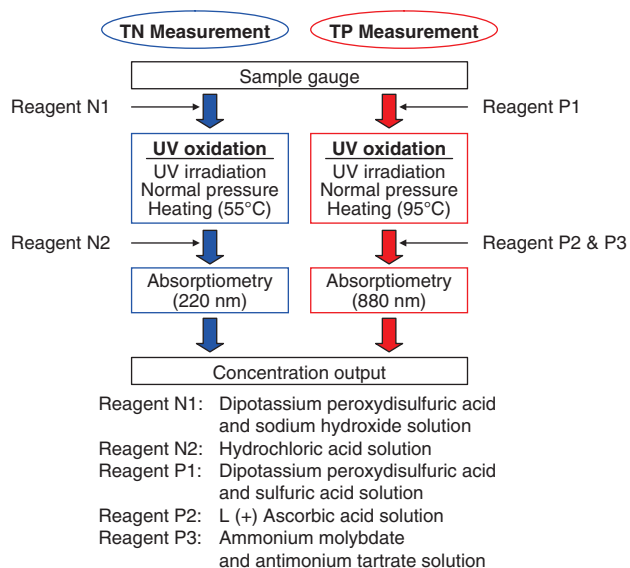 TN Measurement
TP Measurement
Sample gauge
Reagent N1
Reagent P1
UV oxidation
UV irradiation
Normal pressure
Heating (55°C)
UV oxidation
UV irradiation
Normal pressure
Heating (95°C)
Reagent N2
Reagent P2 & P3
Absorptiometry
(220 nm)
Absorptiometry
(880 nm)
Concentration output
Reagent N1: Dipotassium peroxydisulfuric acid
and sodium hydroxide solution
Reagent N2: Hydrochloric acid solution
Reagent P1: Dipotassium peroxydisulfuric acid
and sulfuric acid solution
Reagent P2: L (+) Ascorbic acid solution
Reagent P3: Ammonium molybdate
and antimonium tartrate solution